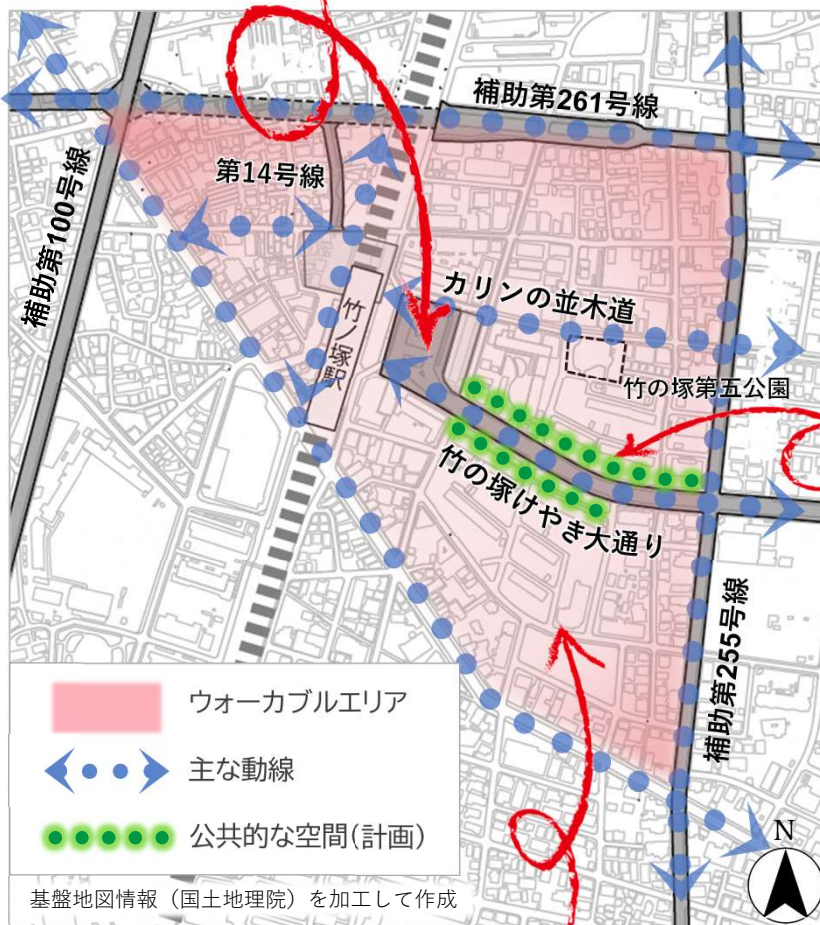 補助第261号線
第14号線
補助第100号線
カリンの並木道
竹ノ塚駅
竹の塚第五公園
竹の塚けやき大通り
補助第255号線
ウォーカブルエリア
主な動線
公共的な空間(計画)
N
基盤地図情報（国土地理院）を加工して作成